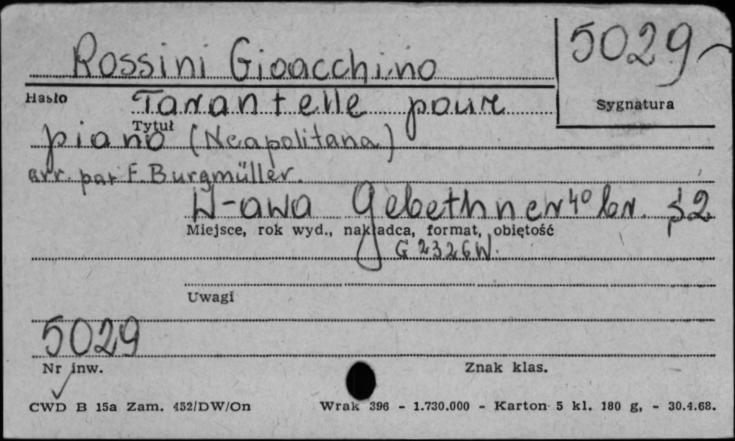 5029
Rossini Gioacchino
Hasło
Sygnatura
Tarantelle pour
Tytuł
piano (Neapolitana)
arr. par F. Burgmüller.
W-awa Gebethner 4° br. s 2
Miejsce, rok wyd., nakładca, format, objętość
G 2326 W.
Uwagi
5029
Nr inw.
Znak klas.
CWD B 15a Zam. 452/DW/On
Wrak 396 - 1.730.000 - Karton 5 kl. 180 g, - 30.4.68.